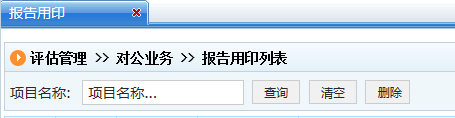 报告用印
评估管理 >> 对公业务 >> 报告用印列表
项目名称: 项目名称... 查询 清空 删除